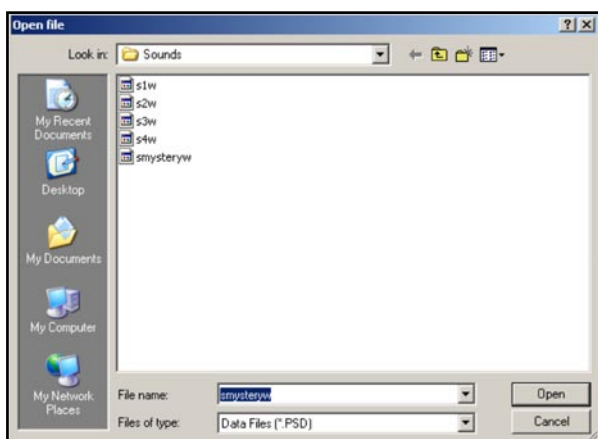 Open file
Look in:
Sounds
My Recent
Documents
Desktop
My Documents
My Computer
My Network
Places
s1w
s2w
s3w
s4w
smysteryw
File name:
smysteryw
Open
Files of type:
Data Files (*.PSD)
Cancel